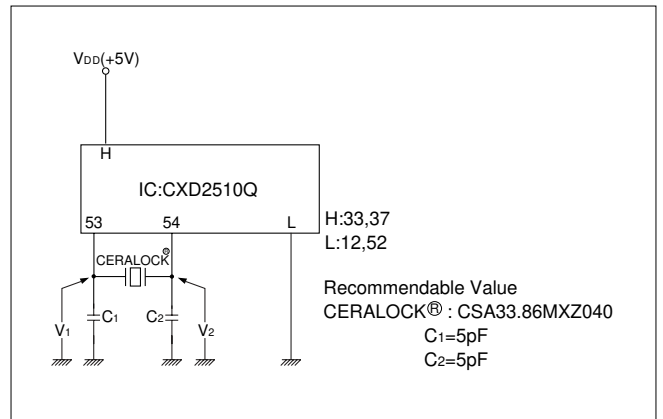 VDD(+5V)
H
IC:CXD2510Q
53 54 L
H:33,37
L:12,52
CERALOCK®
V1 C1 C2 V2
Recommendable Value
CERALOCK® : CSA33.86MXZ040
C1=5pF
C2=5pF